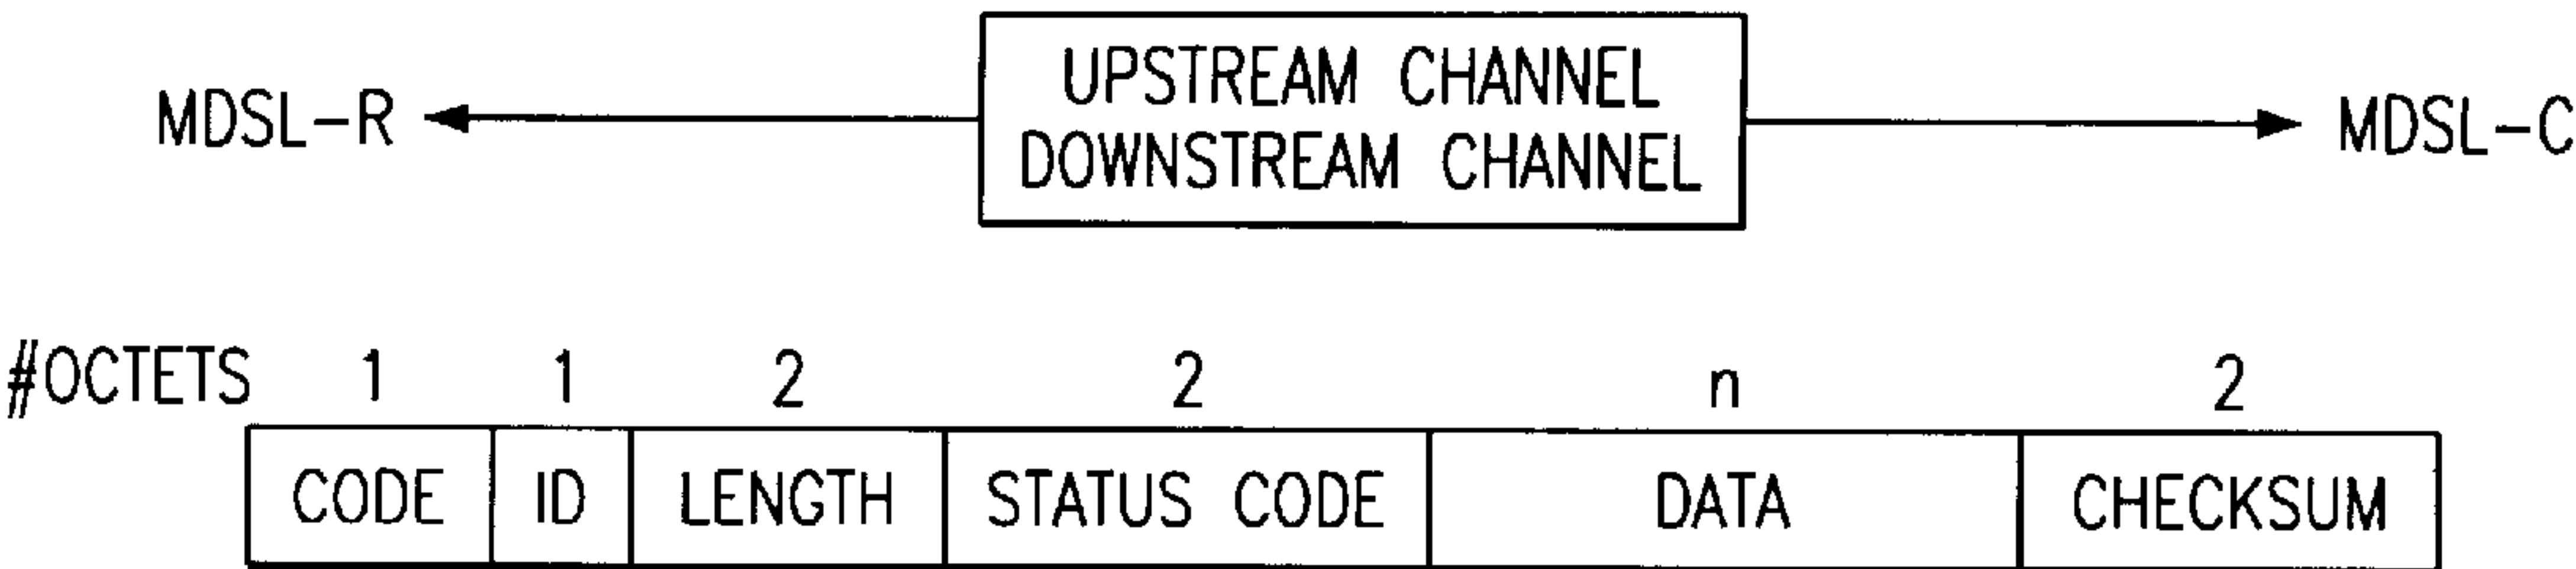 UPSTREAM CHANNEL
MDSL-R DOWNSTREAM CHANNEL MDSL-C
#OCTETS 1 1 2 2 n 2
CODE ID LENGTH STATUS CODE DATA CHECKSUM